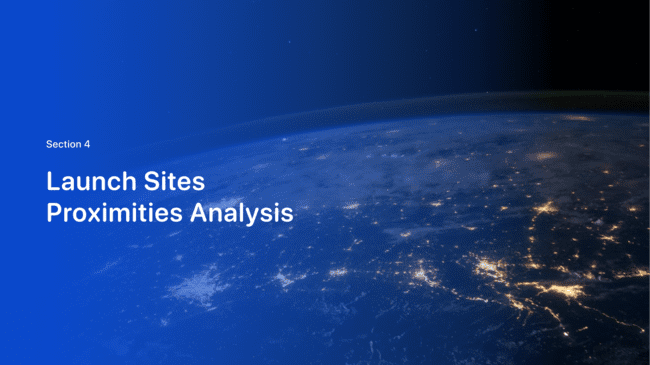 Section 4
Launch Sites
Proximities Analysis